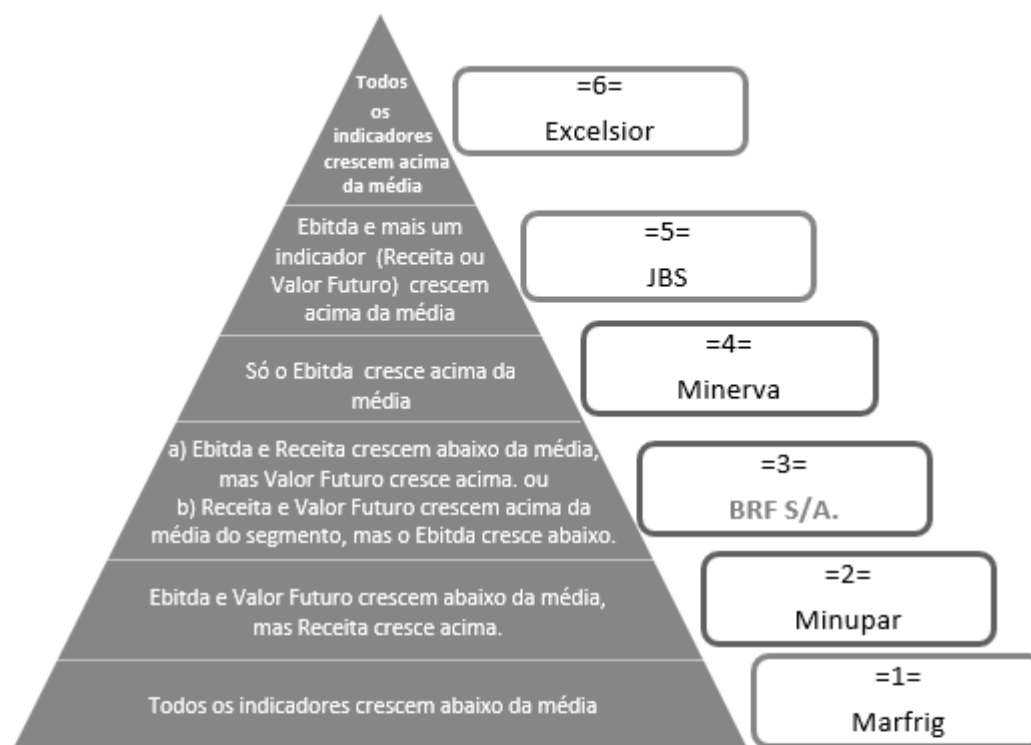 Todos
os
indicadores
crescem acima
da média
=6=
Excelsior
Ebitda e mais um
indicador (Receita ou
Valor Futuro) crescem
acima da média
=5=
JBS
Só o Ebitda cresce acima da
média
=4=
Minerva
a) Ebitda e Receita crescem abaixo da média,
mas Valor Futuro cresce acima. ou
b) Receita e Valor Futuro crescem acima da
média do segmento, mas o Ebitda cresce abaixo.
=3=
BRF S/A.
Ebitda e Valor Futuro crescem abaixo da média,
mas Receita cresce acima.
=2=
Minupar
Todos os indicadores crescem abaixo da média
=1=
Marfrig